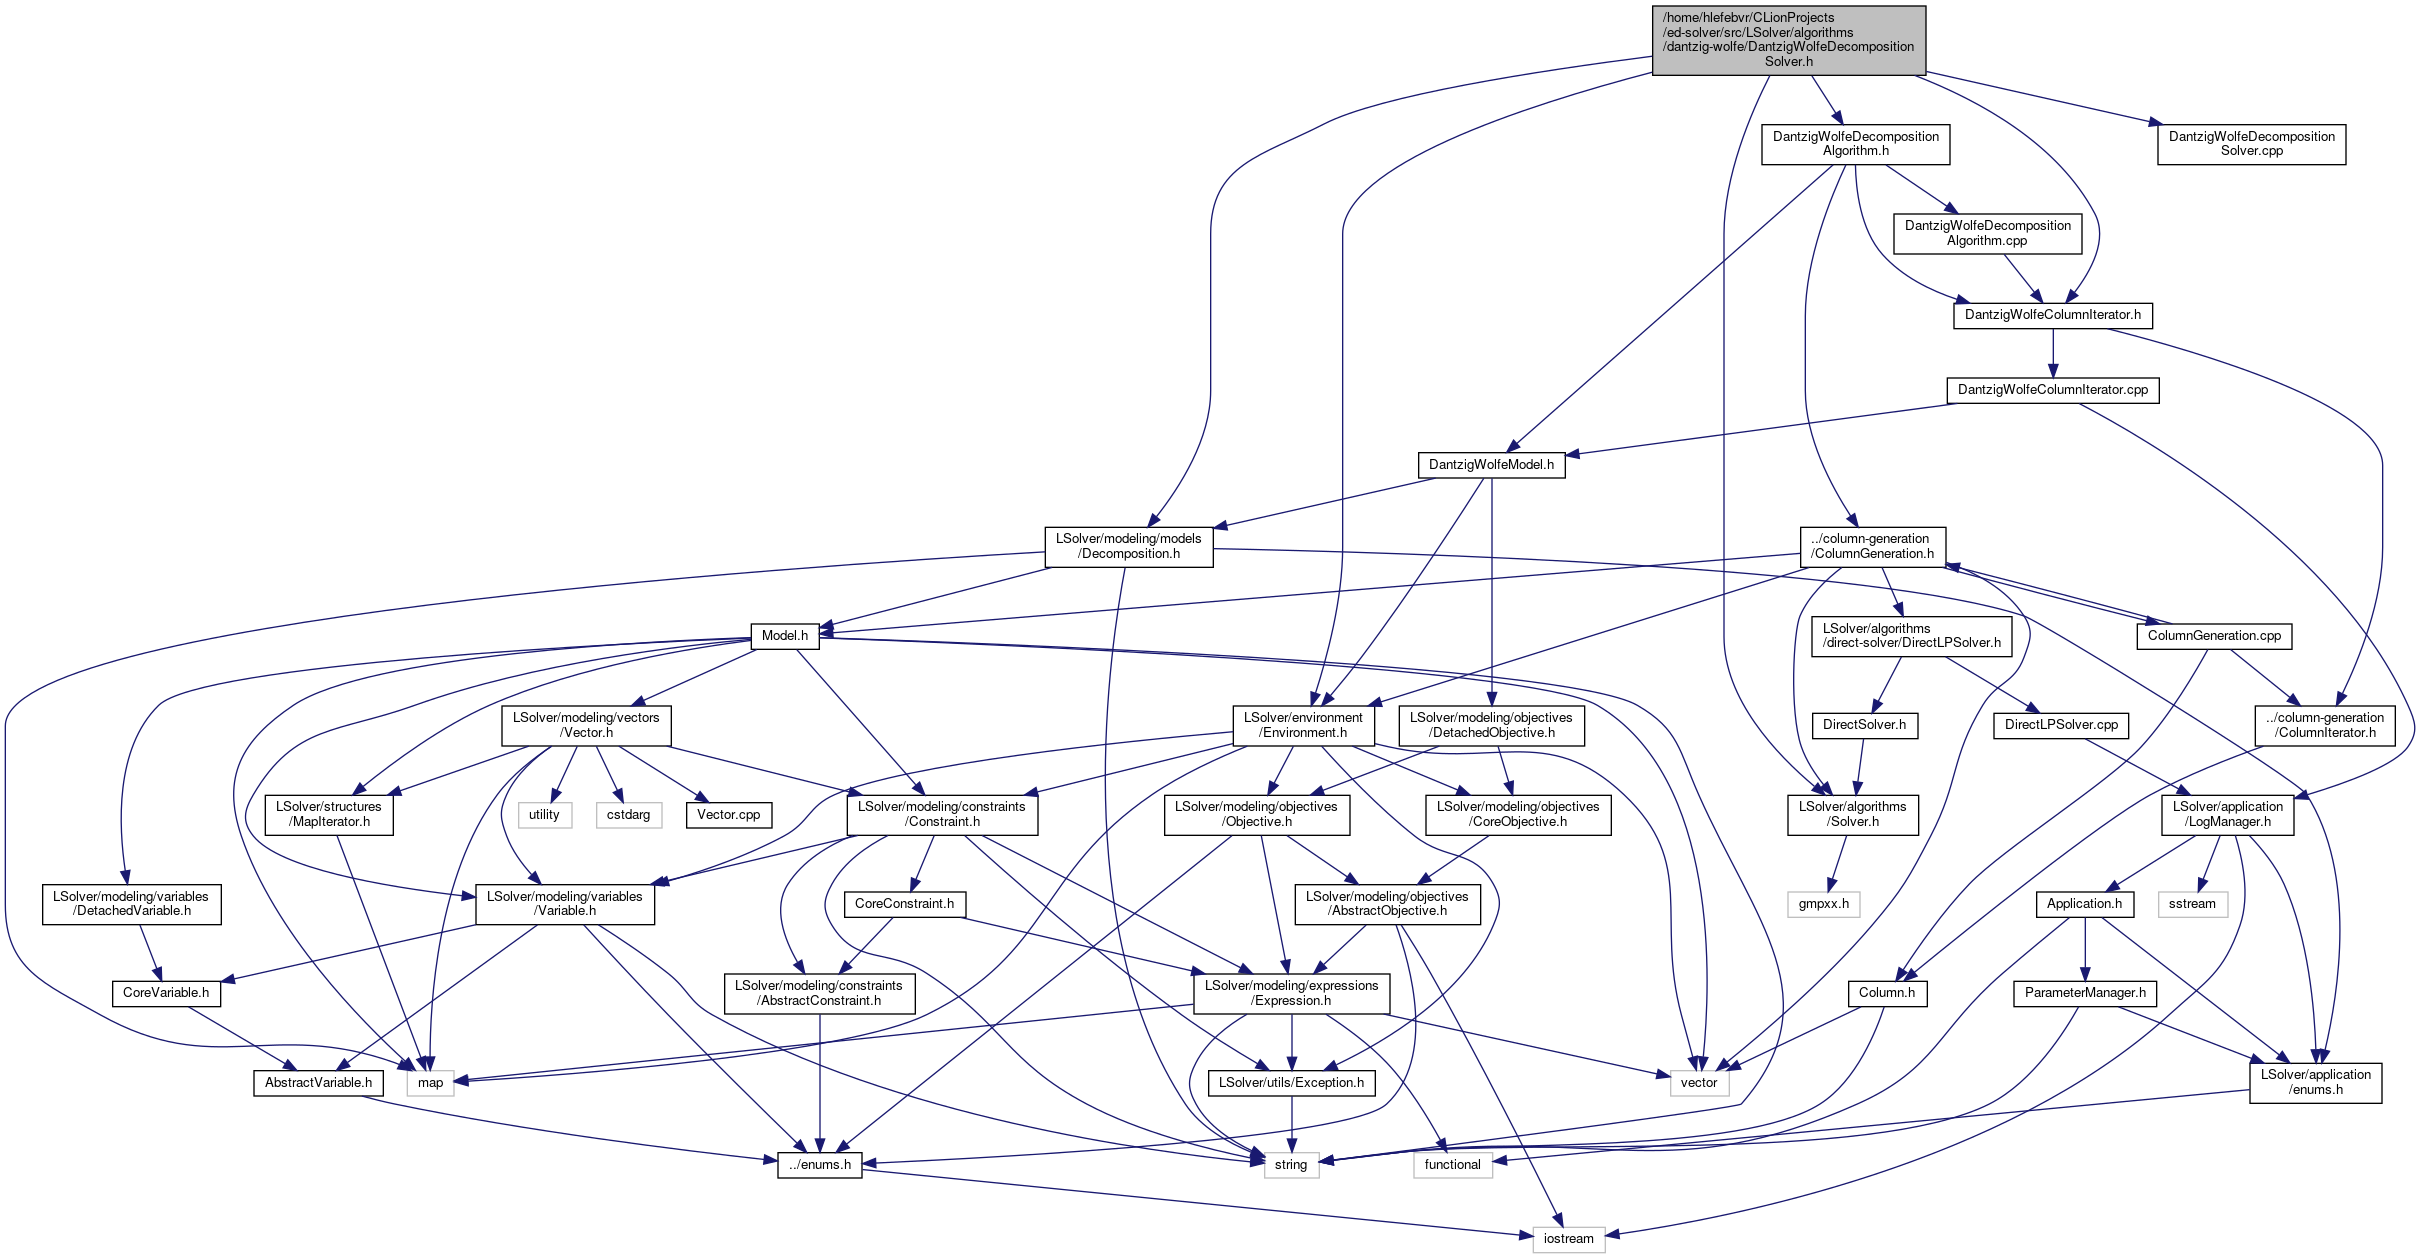 /home/hlefebvr/CLionProjects
/ed-solver/src/LSolver/algorithms
/dantzig-wolfe/DantzigWolfeDecomposition
Solver.h
DantzigWolfeDecomposition
Algorithm.h
DantzigWolfeDecomposition
Solver.cpp
DantzigWolfeDecomposition
Algorithm.cpp
DantzigWolfeColumnIterator.h
DantzigWolfeColumnIterator.cpp
DantzigWolfeModel.h
LSolver/modeling/models
/Decomposition.h
../column-generation
/ColumnGeneration.h
Model.h
LSolver/algorithms
/direct-solver/DirectLPSolver.h
ColumnGeneration.cpp
LSolver/modeling/vectors
/Vector.h
LSolver/environment
/Environment.h
LSolver/modeling/objectives
/DetachedObjective.h
DirectSolver.h
DirectLPSolver.cpp
../column-generation
/ColumnIterator.h
LSolver/structures
/MapIterator.h
utility
cstdarg
Vector.cpp
LSolver/modeling/constraints
/Constraint.h
LSolver/modeling/objectives
/Objective.h
LSolver/modeling/objectives
/CoreObjective.h
LSolver/algorithms
/Solver.h
LSolver/application
/LogManager.h
LSolver/modeling/variables
/DetachedVariable.h
LSolver/modeling/variables
/Variable.h
CoreConstraint.h
LSolver/modeling/objectives
/AbstractObjective.h
gmpxx.h
Application.h
sstream
CoreVariable.h
LSolver/modeling/constraints
/AbstractConstraint.h
LSolver/modeling/expressions
/Expression.h
Column.h
ParameterManager.h
AbstractVariable.h
map
LSolver/utils/Exception.h
vector
LSolver/application
/enums.h
../enums.h
string
functional
iostream